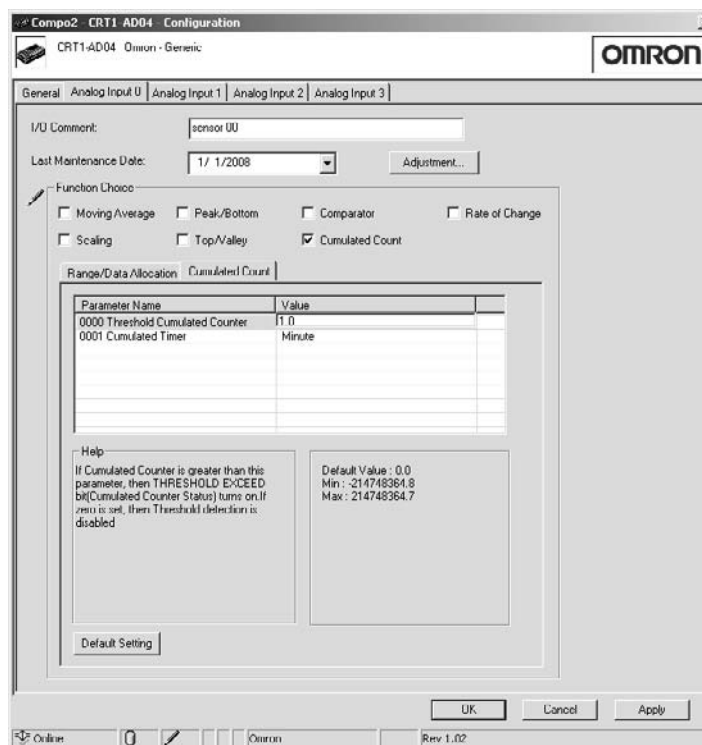 Compo2 - CRT1-AD04 - Configuration
CRT1-AD04 Omron - Generic
OMRON
General Analog Input 0 Analog Input 1 Analog Input 2 Analog Input 3
I/O Comment: sensor 00
Last Maintenance Date: 1/ 1/2008 Adjustment...
Function Choice
Moving Average Peak/Bottom Comparator Rate of Change
Scaling Top/Valley Cumulated Count
Range/Data Allocation Cumulated Count
Parameter Name Value
0000 Threshold Cumulated Counter 1.0
0001 Cumulated Timer Minute
Help
If Cumulated Counter is greater than this
parameter, then THRESHOLD EXCEED
bit(Cumulated Counter Status) turns on.If
zero is set, then Threshold detection is
disabled
Default Value : 0.0
Min : -214748364.8
Max : 214748364.7
Default Setting
OK Cancel Apply
Online Omron Rev 1.02